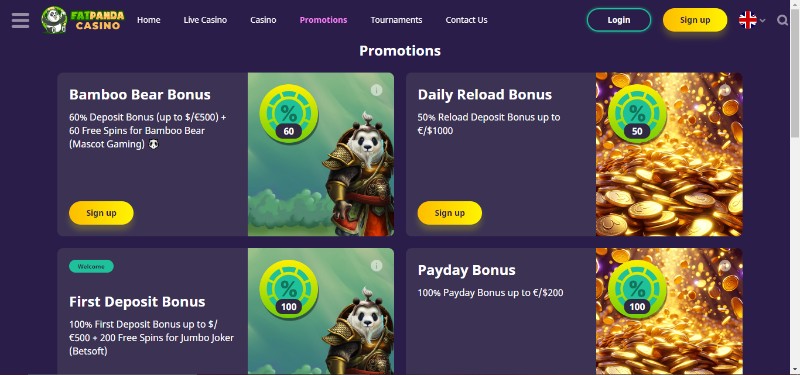 FATPANDA
CASINO
Home
Live Casino
Casino
Promotions
Tournaments
Contact Us
Login
Sign up
Promotions
Bamboo Bear Bonus
60% Deposit Bonus (up to $/€500) +
60 Free Spins for Bamboo Bear
(Mascot Gaming)
Sign up
%
60
Daily Reload Bonus
50% Reload Deposit Bonus up to
€/$1000
Sign up
%
50
Welcome
First Deposit Bonus
100% First Deposit Bonus up to $/
€500 + 200 Free Spins for Jumbo Joker
(Betsoft)
%
100
Payday Bonus
100% Payday Bonus up to €/$200
%
100